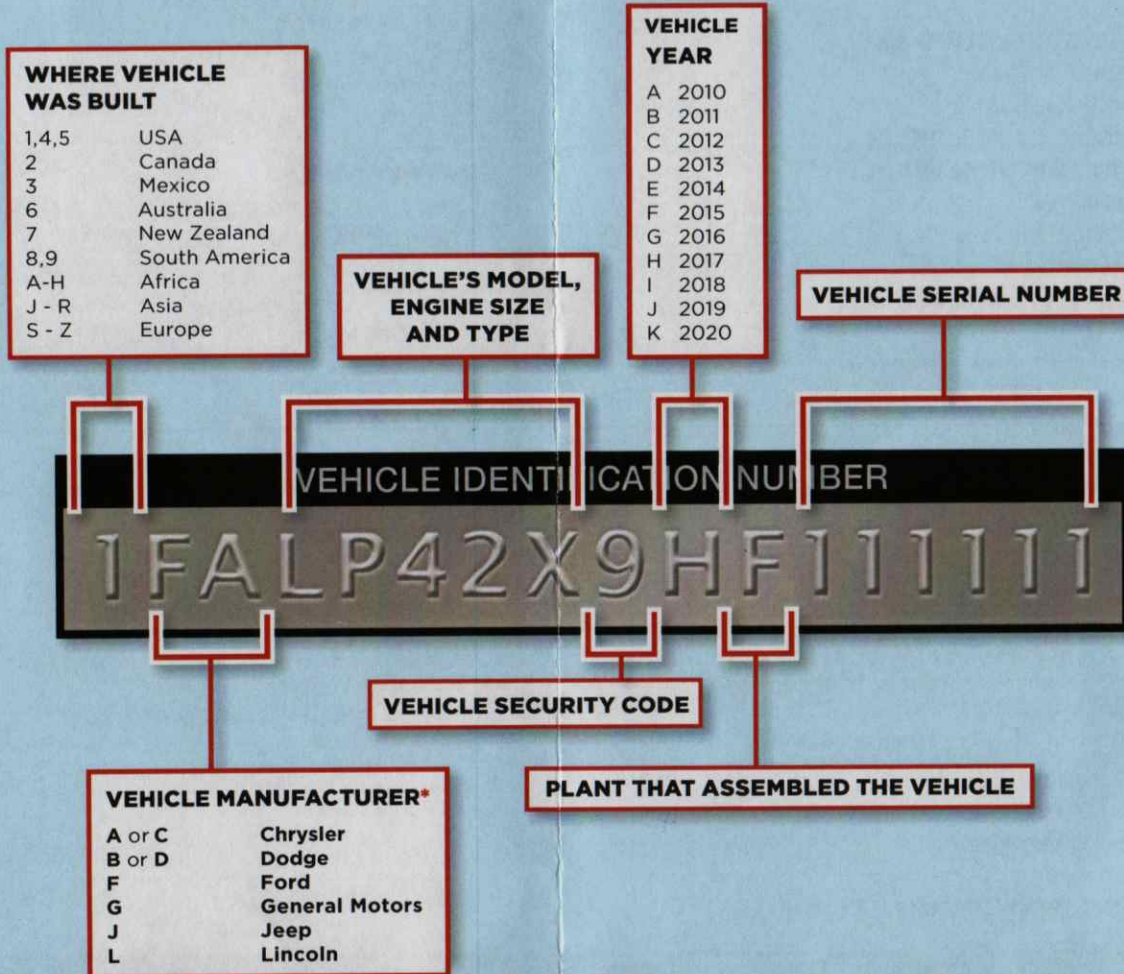 WHERE VEHICLE
WAS BUILT
1,4,5 USA
2 Canada
3 Mexico
6 Australia
7 New Zealand
8,9 South America
A-H Africa
J - R Asia
S - Z Europe
VEHICLE'S MODEL,
ENGINE SIZE
AND TYPE
VEHICLE
YEAR
A 2010
B 2011
C 2012
D 2013
E 2014
F 2015
G 2016
H 2017
I 2018
J 2019
K 2020
VEHICLE SERIAL NUMBER
VEHICLE IDENTIFICATION NUMBER
1FALP42X9HF111111
VEHICLE SECURITY CODE
PLANT THAT ASSEMBLED THE VEHICLE
VEHICLE MANUFACTURER*
A or C Chrysler
B or D Dodge
F Ford
G General Motors
J Jeep
L Lincoln